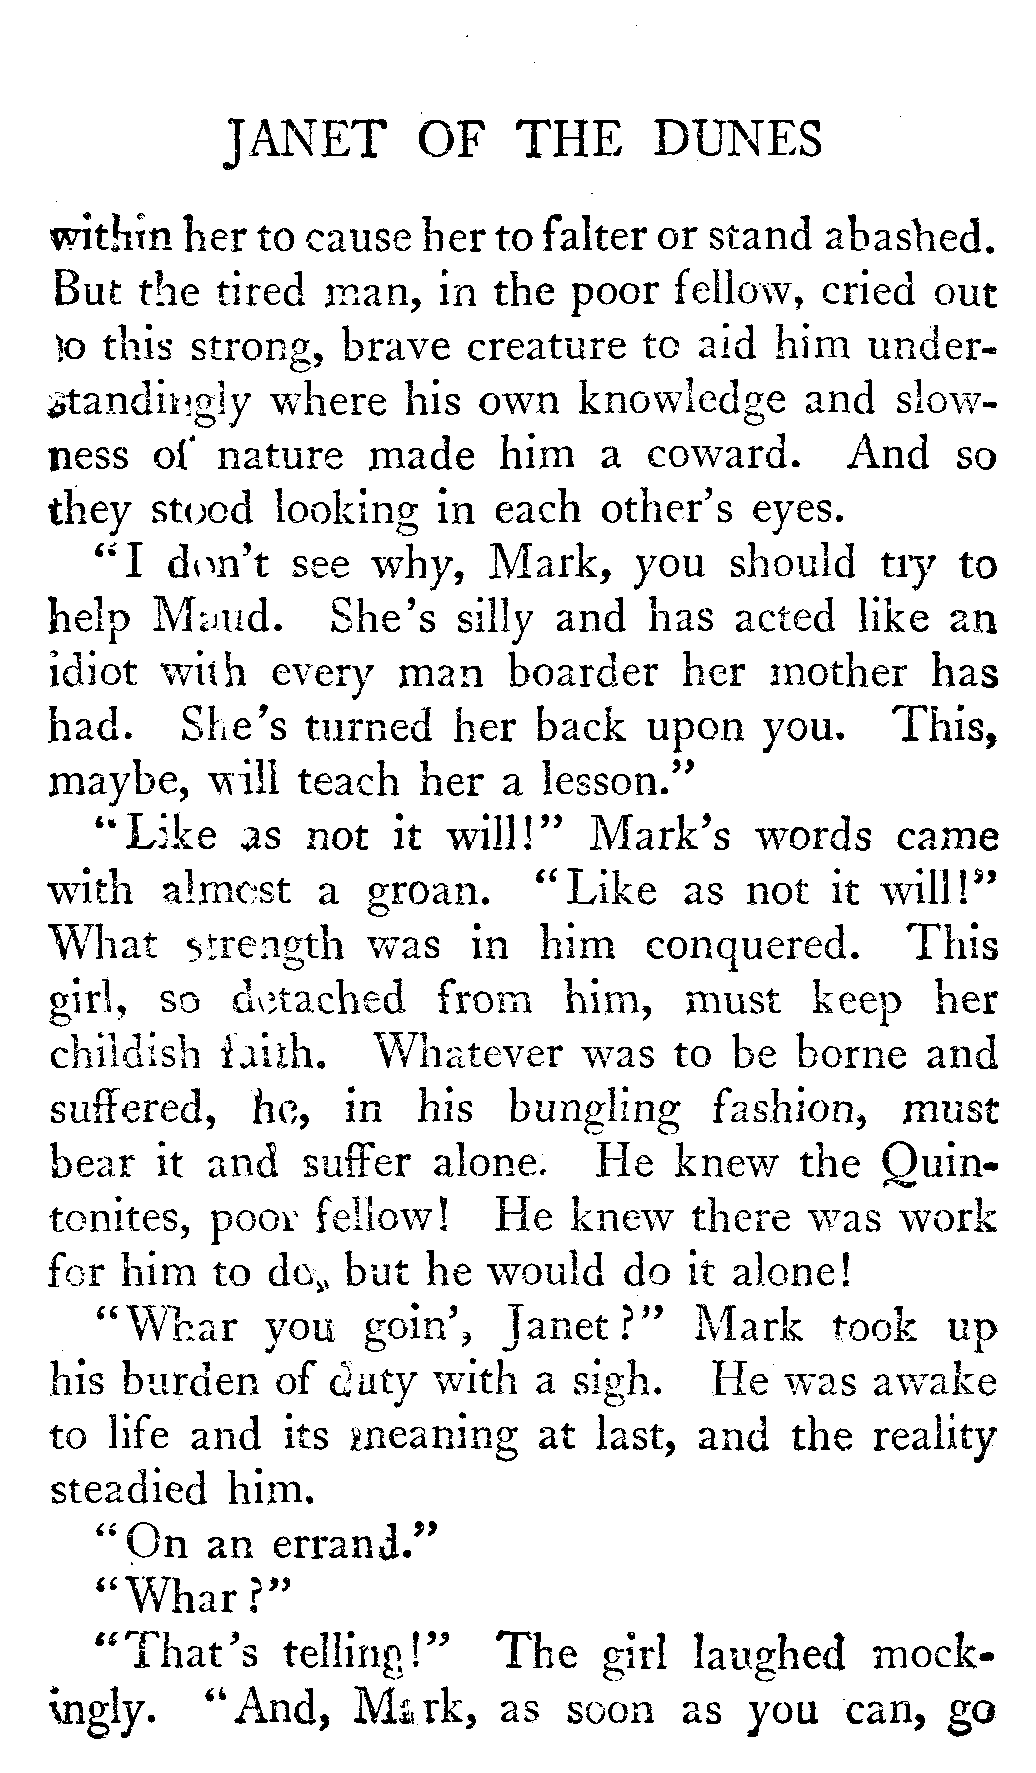 JANET OF THE DUNES
within her to cause her to falter or stand abashed.
But the tired man, in the poor fellow, cried out
to this strong, brave creature to aid him under-
standingly where his own knowledge and slow-
ness of nature made him a coward. And so
they stood looking in each other's eyes.
"I don't see why, Mark, you should try to
help Maud. She's silly and has acted like an
idiot with every man boarder her mother has
had. She's turned her back upon you. This,
maybe, will teach her a lesson."
"Like as not it will!" Mark's words came
with almost a groan. "Like as not it will!"
What strength was in him conquered. This
girl, so detached from him, must keep her
childish faith. Whatever was to be borne and
suffered, he, in his bungling fashion, must
bear it and suffer alone. He knew the Quin-
tonites, poor fellow! He knew there was work
for him to do, but he would do it alone!
"Whar you goin', Janet?" Mark took up
his burden of duty with a sigh. He was awake
to life and its meaning at last, and the reality
steadied him.
"On an errand."
"Whar?"
"That's telling!" The girl laughed mock-
ingly. "And, Mark, as soon as you can, go